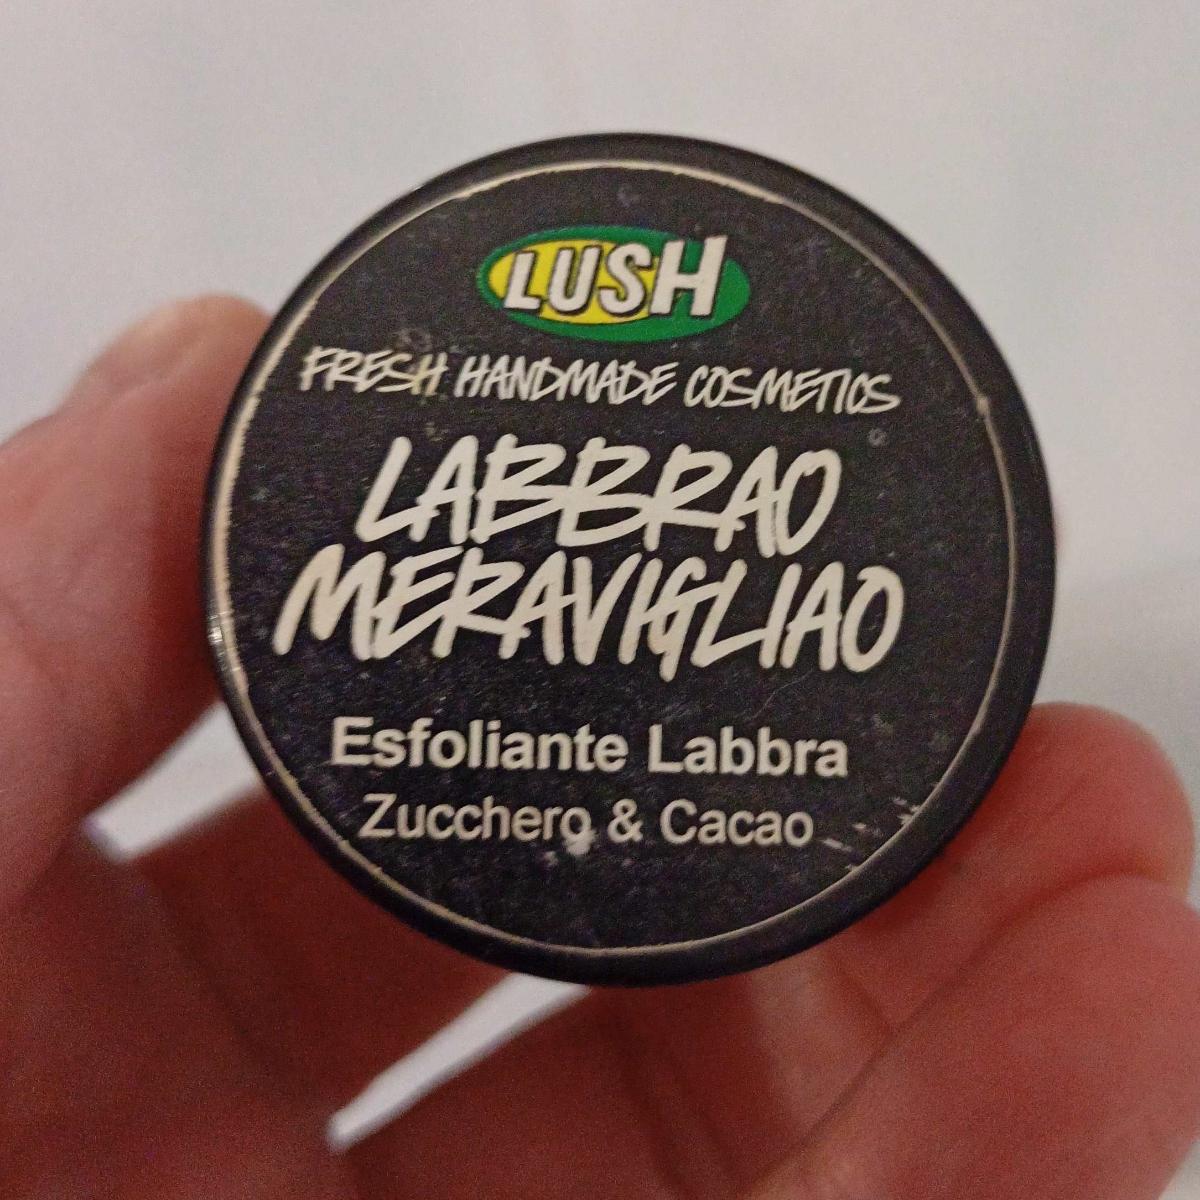 LUSH
FRESH HANDMADE COSMETICS
LABBRAO
MERAVIGLIAO
Esfoliante Labbra
Zucchero & Cacao